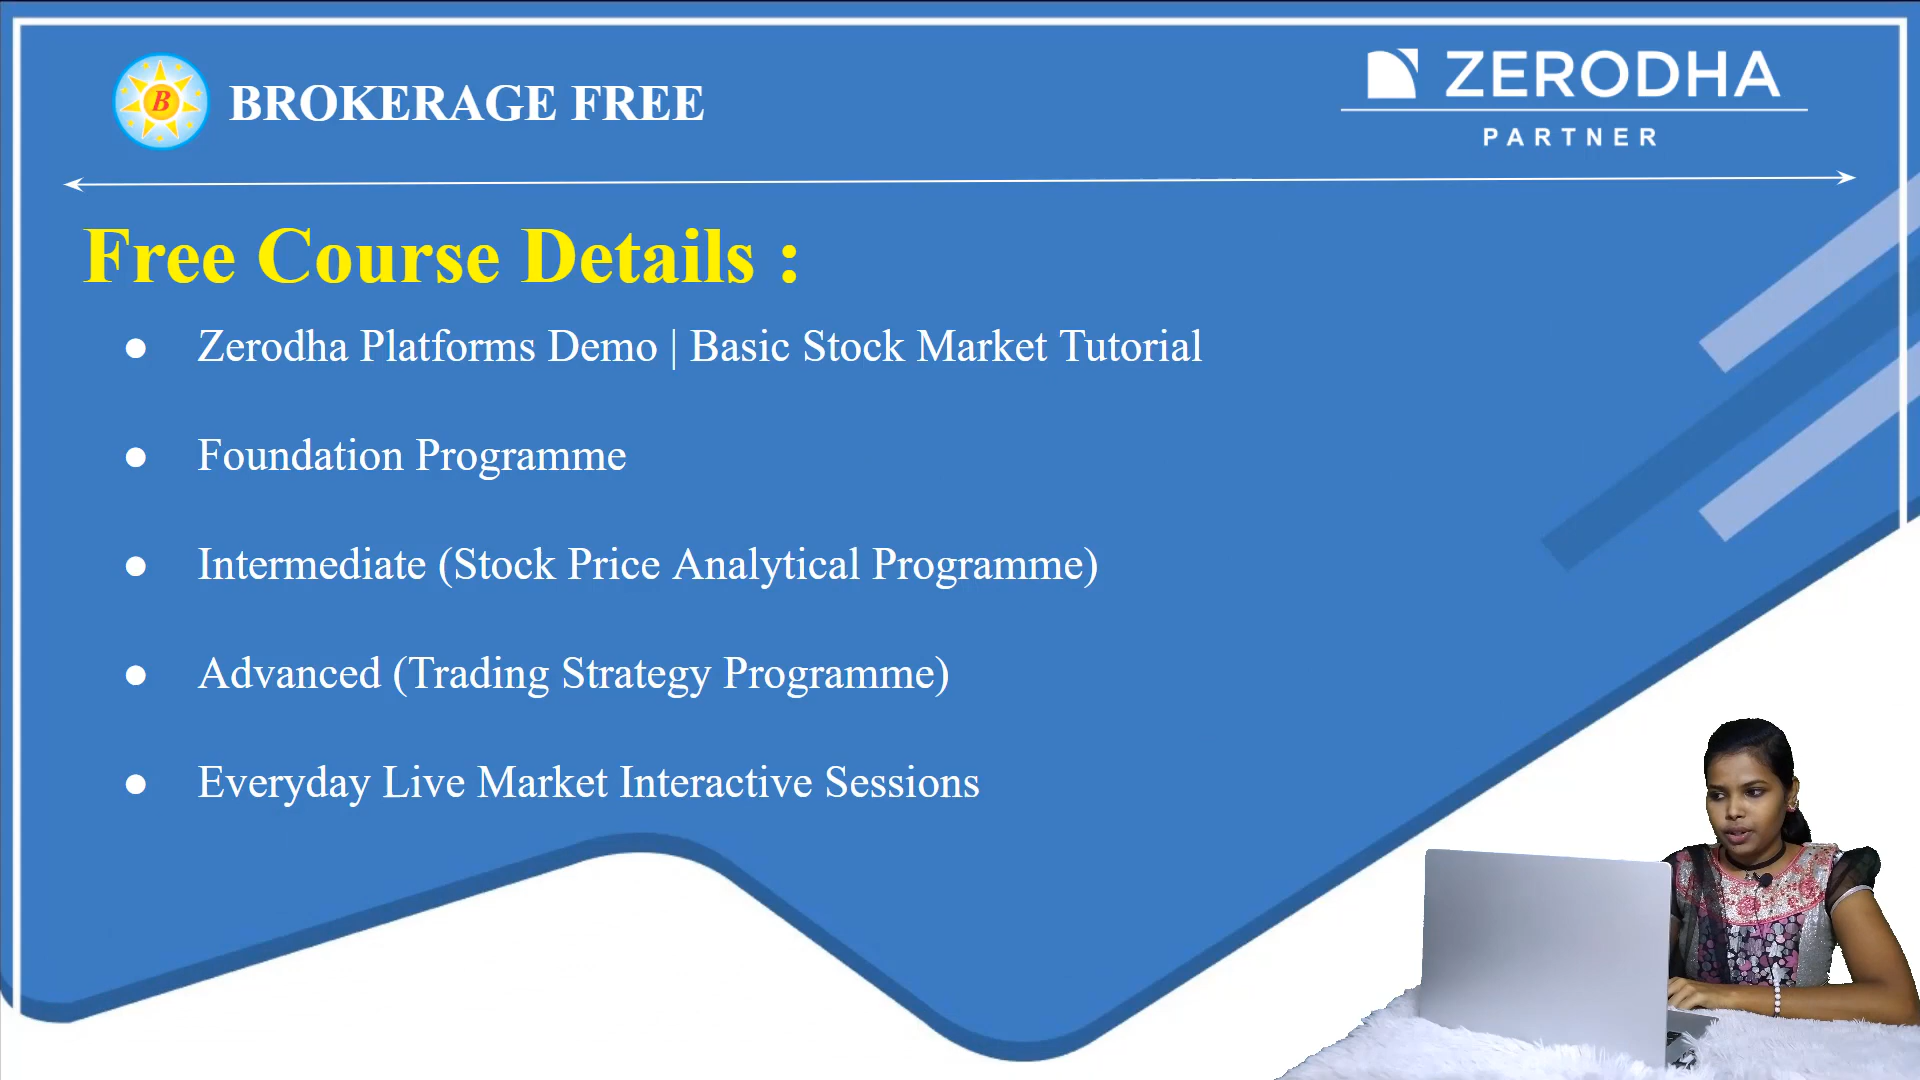 B BROKERAGE FREE
ZERODHA
PARTNER
Free Course Details :
● Zerodha Platforms Demo | Basic Stock Market Tutorial
● Foundation Programme
● Intermediate (Stock Price Analytical Programme)
● Advanced (Trading Strategy Programme)
● Everyday Live Market Interactive Sessions